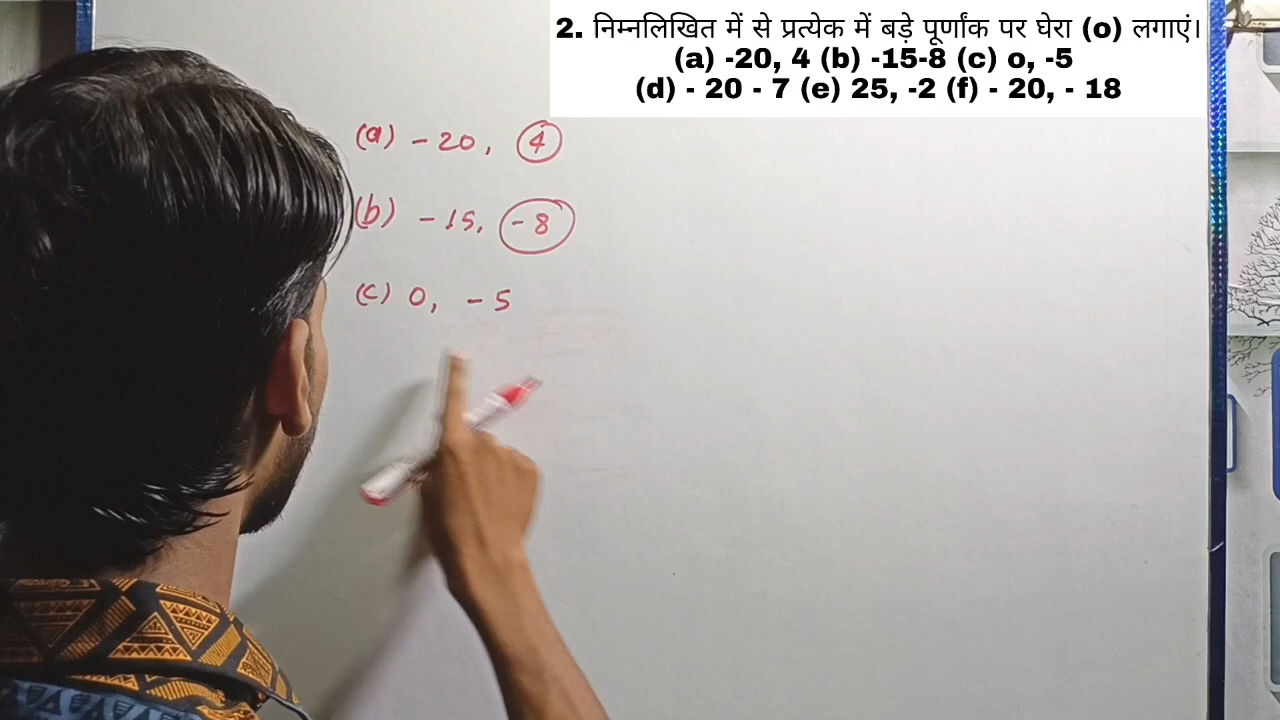 2. निम्नलिखित में से प्रत्येक में बड़े पूर्णांक पर घेरा (o) लगाएं।
(a) -20, 4 (b) -15-8 (c) o, -5
(d) - 20 - 7 (e) 25, -2 (f) - 20, - 18
(a) - 20, 4
(b) - 15, - 8
(c) 0, - 5